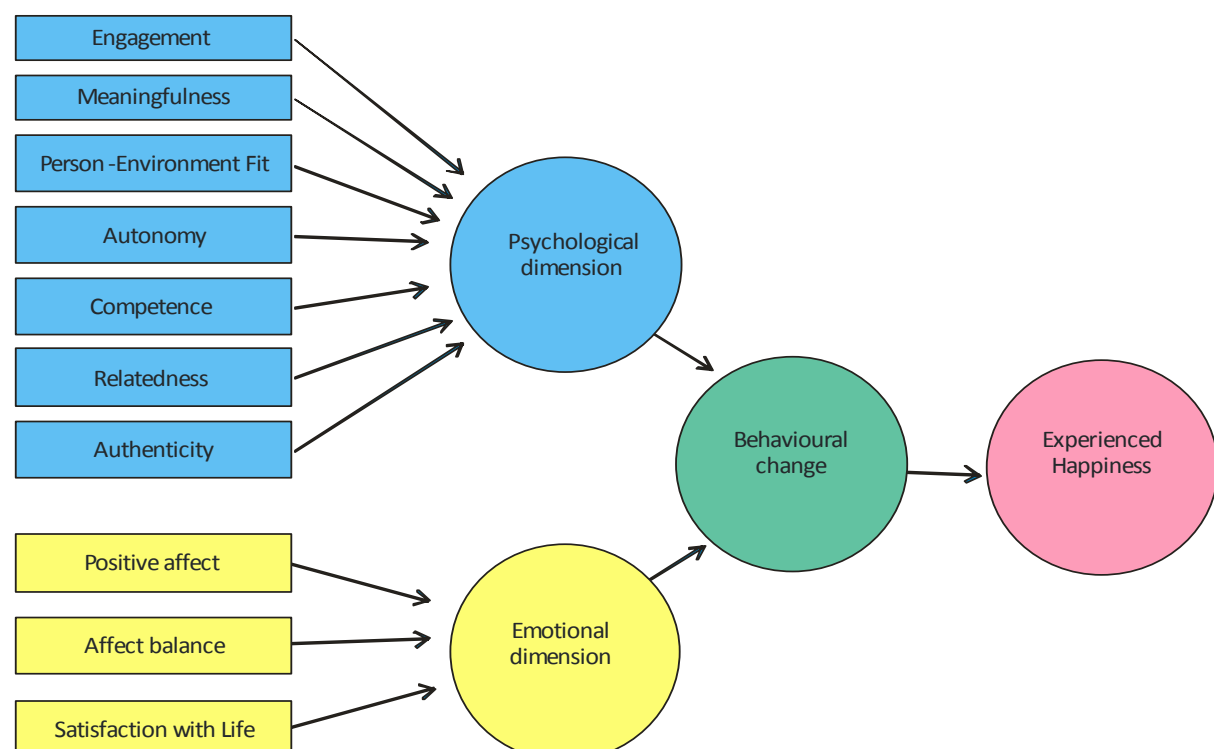 Engagement
Meaningfulness
Person -Environment Fit
Autonomy
Competence
Relatedness
Authenticity
Psychological
dimension
Behavioural
change
Experienced
Happiness
Positive affect
Affect balance
Satisfaction with Life
Emotional
dimension